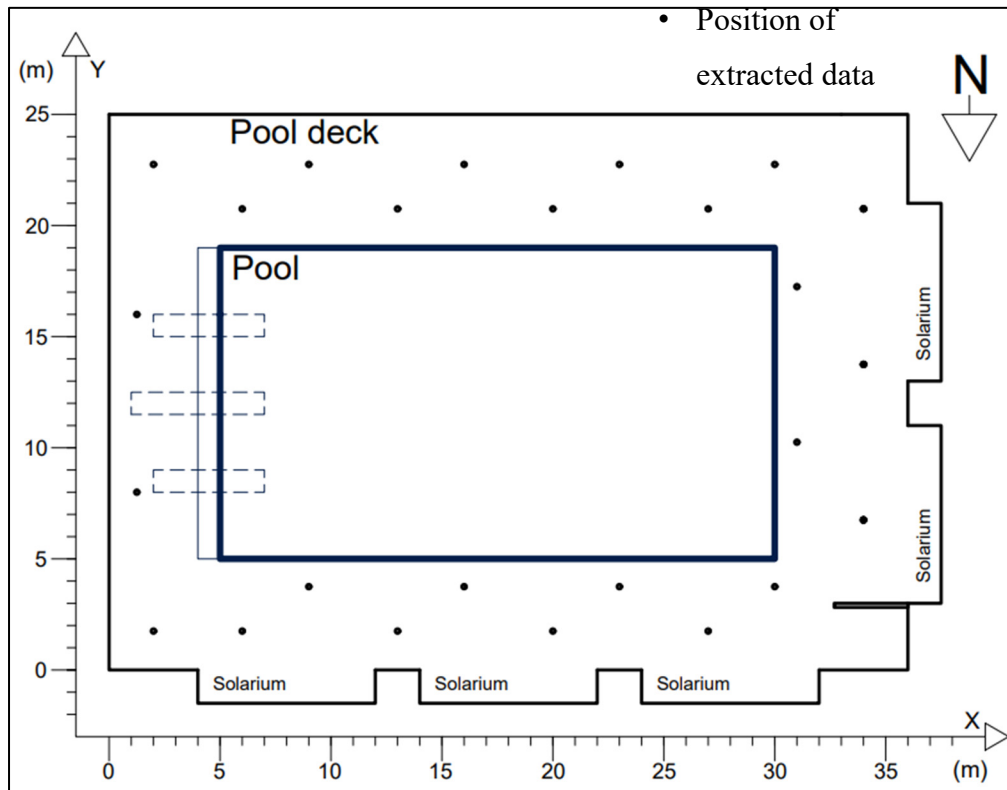 • Position of
extracted data
(m) Y
N
25
Pool deck
20
Pool
Solarium
15
10
Solarium
5
0
Solarium Solarium Solarium
X
0 5 10 15 20 25 30 35 (m)